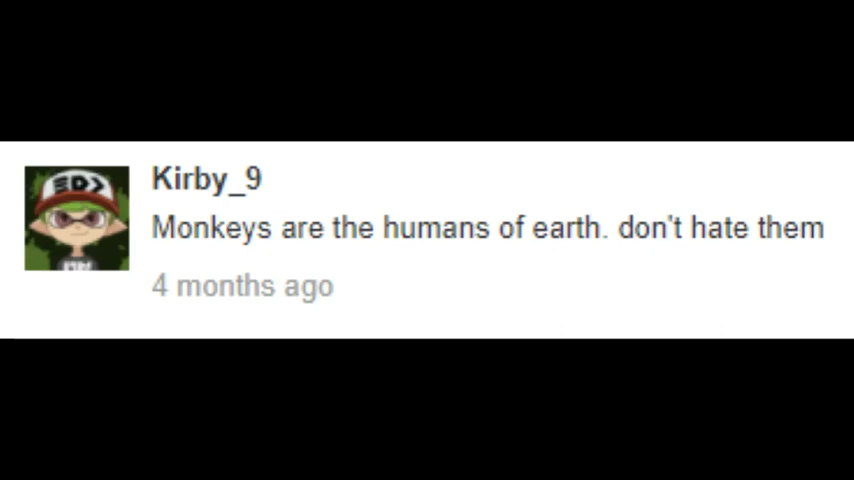 Kirby_9
Monkeys are the humans of earth. don't hate them
4 months ago